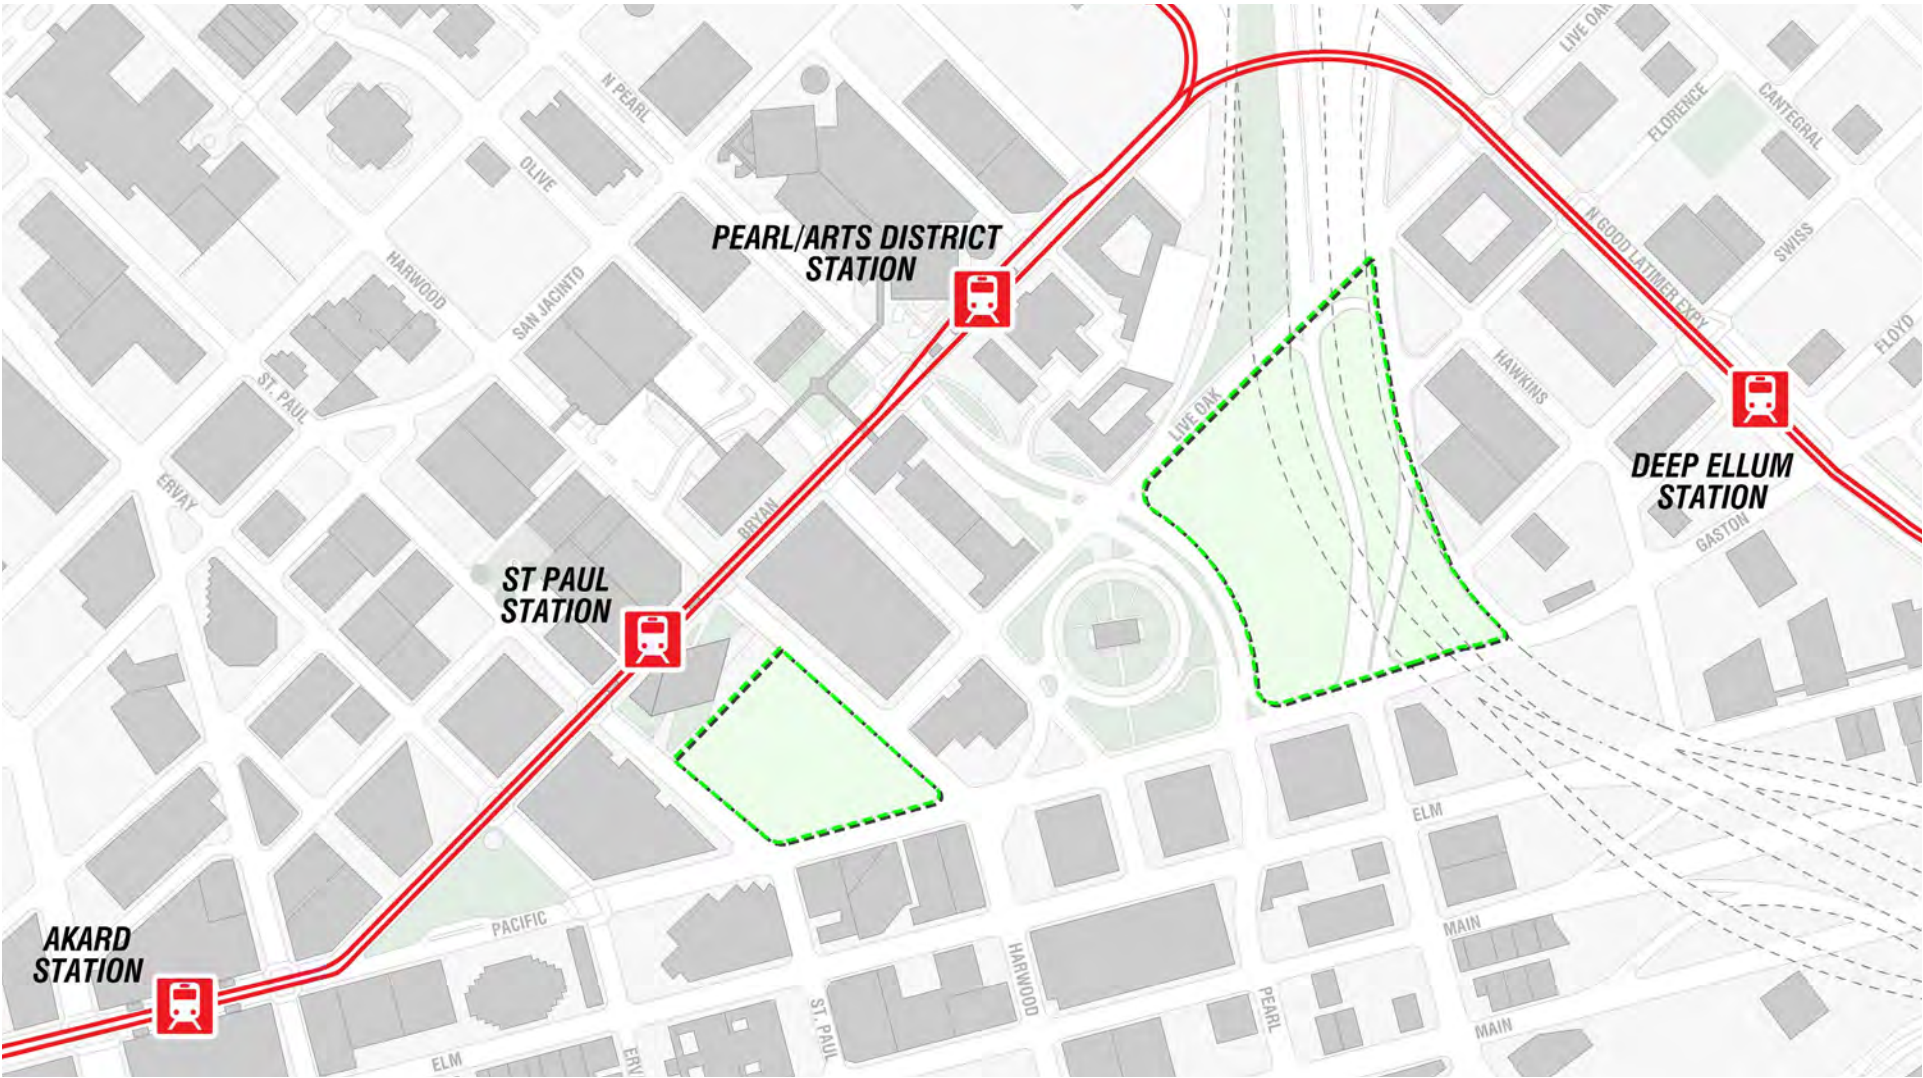 LIVE OAK
N PEARL
FLORENCE
CANTEGRAL
OLIVE
N GOOD LATIMER EXPY
SWISS
PEARL/ARTS DISTRICT
STATION
HARWOOD
SAN JACINTO
FLOYD
HAWKINS
ST. PAUL
LIVE OAK
DEEP ELLUM
STATION
ERVAY
BRYAN
GASTON
ST PAUL
STATION
ELM
PACIFIC
MAIN
AKARD
STATION
HARWOOD
PEARL
ST. PAUL
MAIN
ELM
ERV